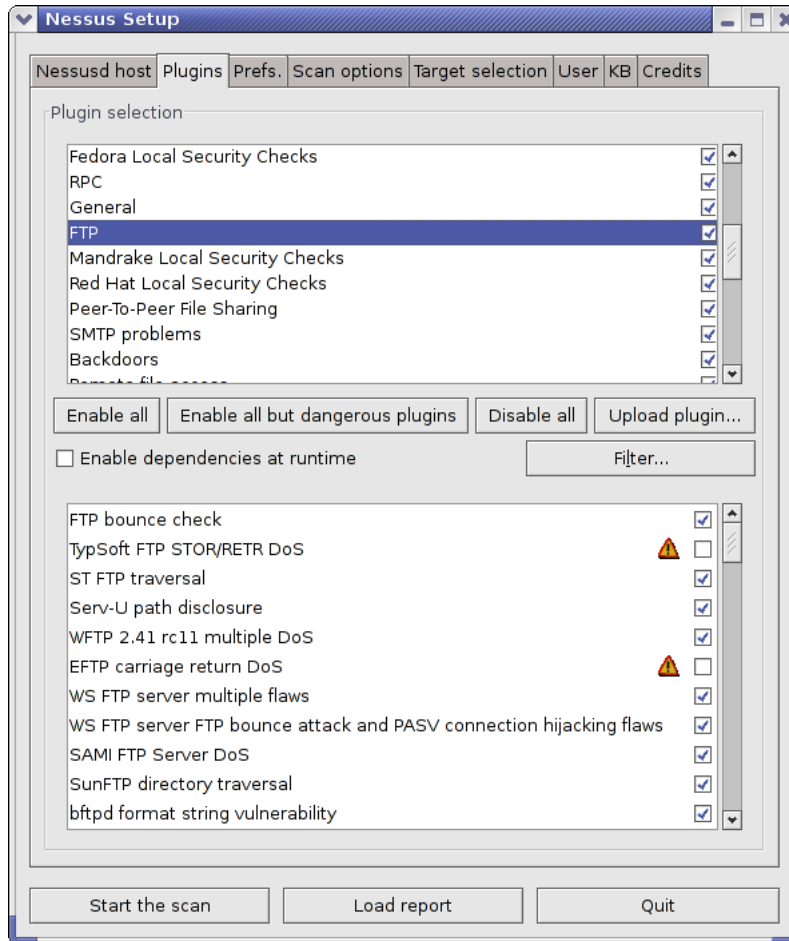 Nessus Setup
Nessusd host Plugins Prefs. Scan options Target selection User KB Credits
Plugin selection
Fedora Local Security Checks
RPC
General
FTP
Mandrake Local Security Checks
Red Hat Local Security Checks
Peer-To-Peer File Sharing
SMTP problems
Backdoors
Remote file access
Enable all Enable all but dangerous plugins Disable all Upload plugin...
Enable dependencies at runtime Filter...
FTP bounce check
TypSoft FTP STOR/RETR DoS
ST FTP traversal
Serv-U path disclosure
WFTP 2.41 rc11 multiple DoS
EFTP carriage return DoS
WS FTP server multiple flaws
WS FTP server FTP bounce attack and PASV connection hijacking flaws
SAMI FTP Server DoS
SunFTP directory traversal
bftpd format string vulnerability
Start the scan Load report Quit